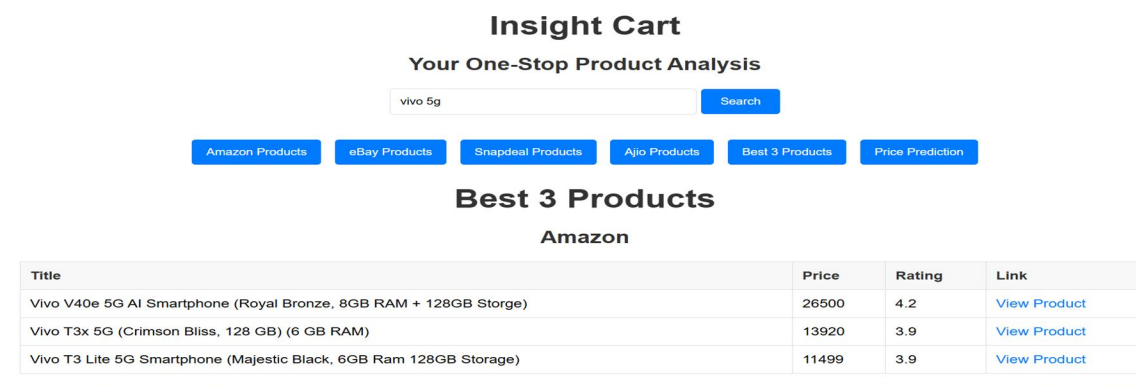 Insight Cart
Your One-Stop Product Analysis
vivo 5g Search
Amazon Products eBay Products Snapdeal Products Ajio Products Best 3 Products Price Prediction
Best 3 Products
Amazon
Title Price Rating Link
Vivo V40e 5G AI Smartphone (Royal Bronze, 8GB RAM + 128GB Storge) 26500 4.2 View Product
Vivo T3x 5G (Crimson Bliss, 128 GB) (6 GB RAM) 13920 3.9 View Product
Vivo T3 Lite 5G Smartphone (Majestic Black, 6GB Ram 128GB Storage) 11499 3.9 View Product